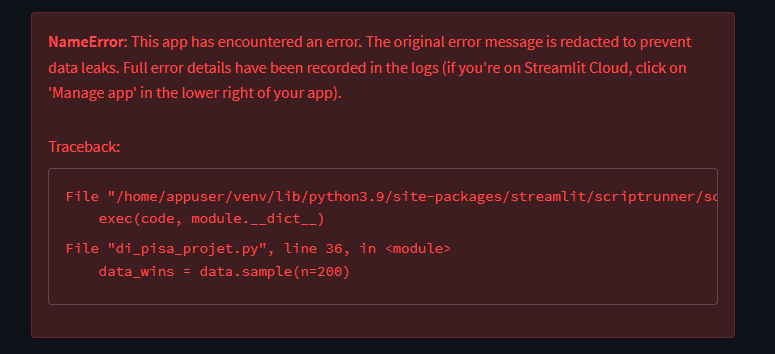 NameError: This app has encountered an error. The original error message is redacted to prevent
data leaks. Full error details have been recorded in the logs (if you're on Streamlit Cloud, click on
'Manage app' in the lower right of your app).
Traceback:
File "/home/appuser/venv/lib/python3.9/site-packages/streamlit/scriptrunner/sc
exec(code, module.__dict__)
File "di_pisa_projet.py", line 36, in <module>
data_wins = data.sample(n=200)